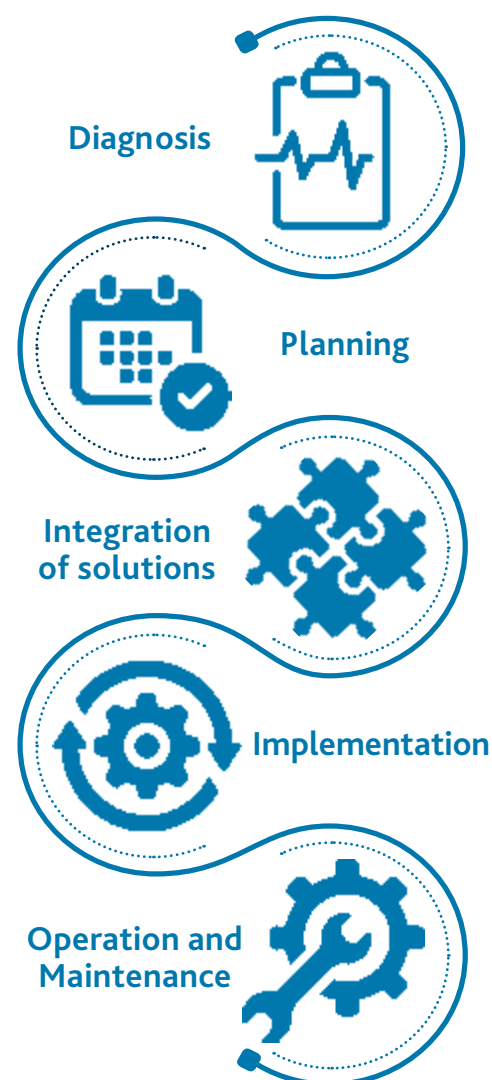 Diagnosis
Planning
Integration
of solutions
Implementation
Operation and
Maintenance